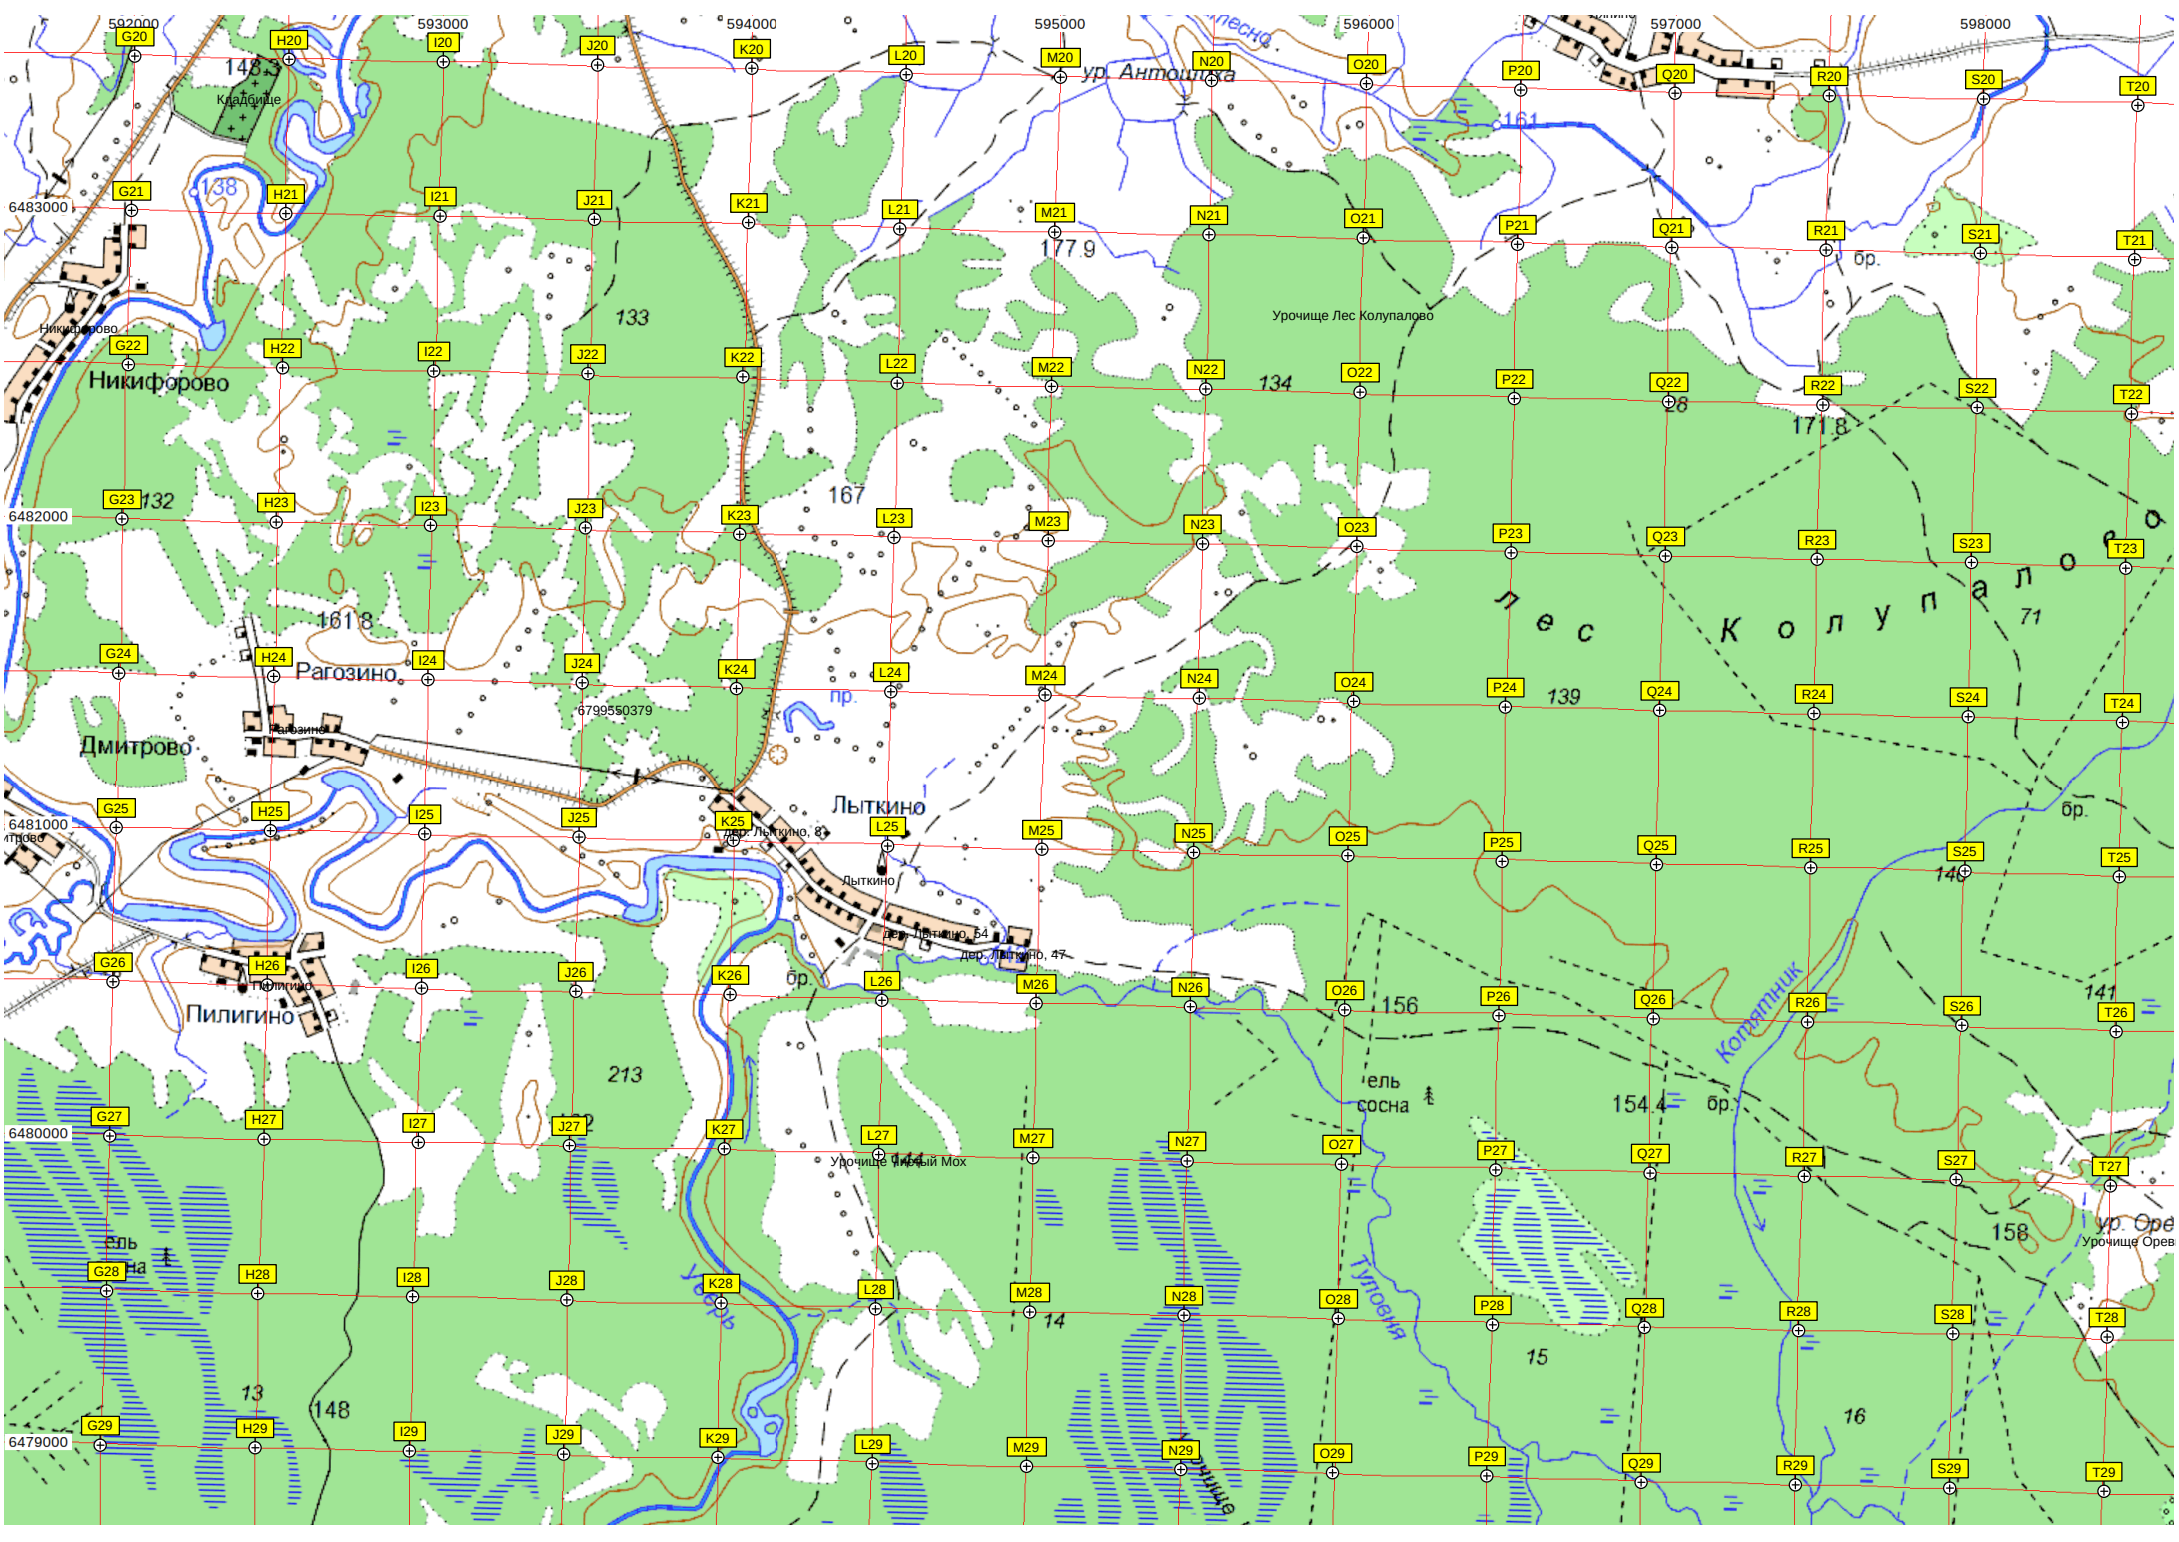 592000 593000 594000 595000 596000 597000 598000
G20 H20 I20 J20 K20 L20 M20 N20 O20 P20 Q20 R20 S20 T20
148.3
Кладбище
ур. Антошиха
161
138
6483000
G21 H21 I21 J21 K21 L21 M21 N21 O21 P21 Q21 R21 S21 T21
177.9
бр.
133
Урочище Лес Колупалово
Никифорово
G22 H22 I22 J22 K22 L22 M22 N22 O22 P22 Q22 R22 S22 T22
Никифорово
134
28
171.8
132
167
6482000
G23 H23 I23 J23 K23 L23 M23 N23 O23 P23 Q23 R23 S23 T23
161.8
Лес Колупалово
71
G24 H24 I24 J24 K24 L24 M24 N24 O24 P24 Q24 R24 S24 T24
Рагозино
пр.
139
6799550379
Рагозино
Дмитрово
Лыткино
бр.
6481000
G25 H25 I25 J25 K25 L25 M25 N25 O25 P25 Q25 R25 S25 T25
дер. Лыткино, 8
Лыткино
140
дер. Лыткино, 54
дер. Лыткино, 47
G26 H26 I26 J26 K26 L26 M26 N26 O26 P26 Q26 R26 S26 T26
бр.
Пилигино
Пилигино
156
141
Котятник
213
ель
сосна
154.4
бр.
6480000
G27 H27 I27 J27 K27 L27 M27 N27 O27 P27 Q27 R27 S27 T27
Урочище Чистый Мох
144
158
ур. Оре
Урочище Орев
ель
на
G28 H28 I28 J28 K28 L28 M28 N28 O28 P28 Q28 R28 S28 T28
Уверь
Туловня
14
15
13
148
16
6479000
G29 H29 I29 J29 K29 L29 M29 N29 O29 P29 Q29 R29 S29 T29